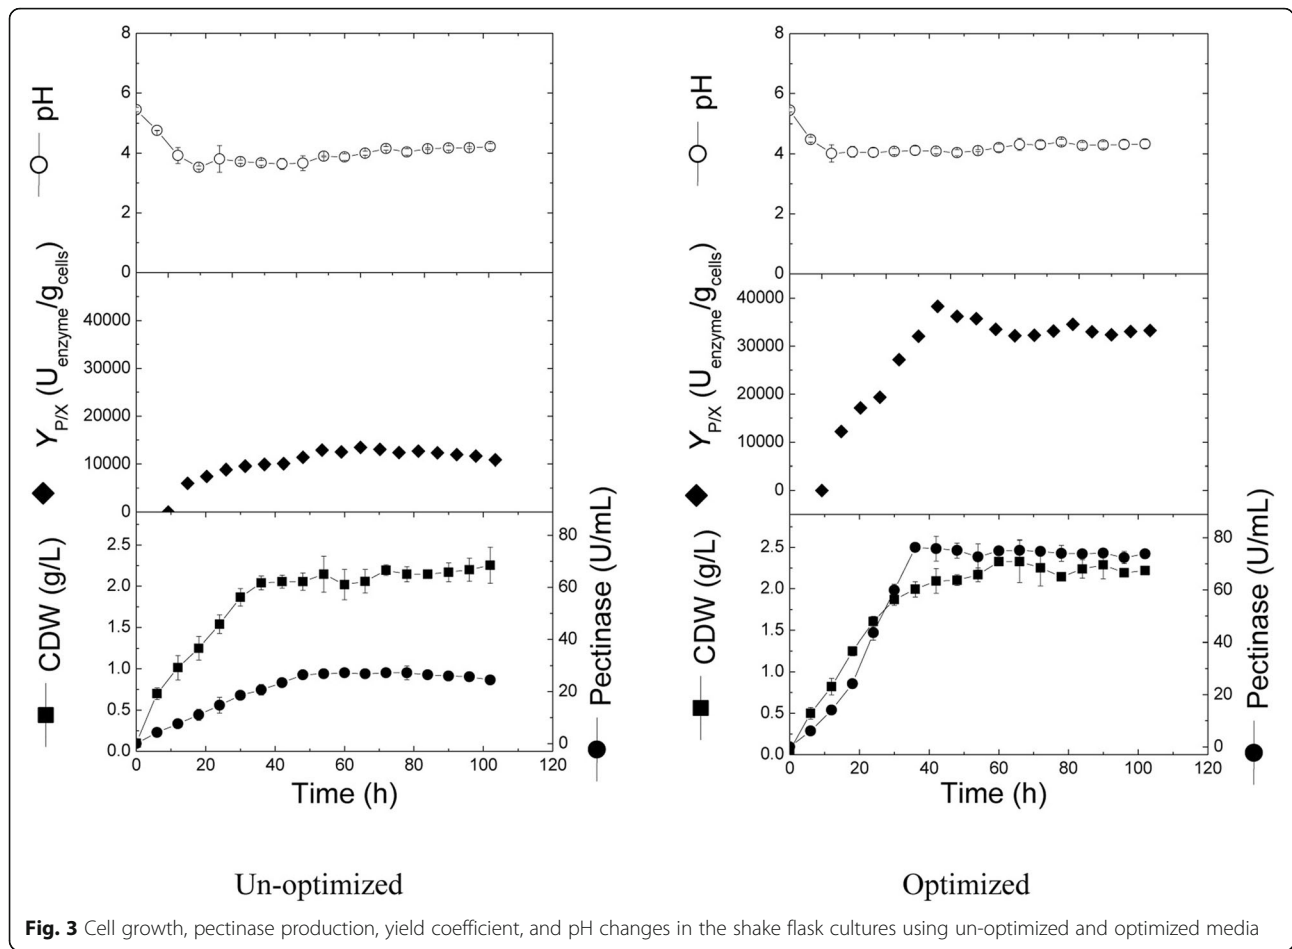 8
6
4
2
0
pH
40000
30000
20000
10000
0
Y_P/X (U_enzyme/g_cells)
2.5
2.0
1.5
1.0
0.5
0.0
CDW (g/L)
80
60
40
20
0
Pectinase (U/mL)
0 20 40 60 80 100 120
Time (h)
Un-optimized
8
6
4
2
0
pH
40000
30000
20000
10000
0
Y_P/X (U_enzyme/g_cells)
2.5
2.0
1.5
1.0
0.5
0.0
CDW (g/L)
80
60
40
20
0
Pectinase (U/mL)
0 20 40 60 80 100 120
Time (h)
Optimized
Fig. 3 Cell growth, pectinase production, yield coefficient, and pH changes in the shake flask cultures using un-optimized and optimized media